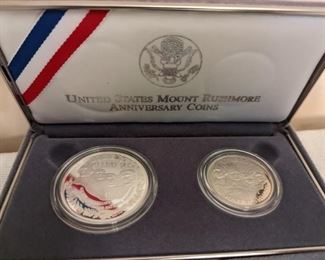 United States Mount Rushmore
Anniversary Coins